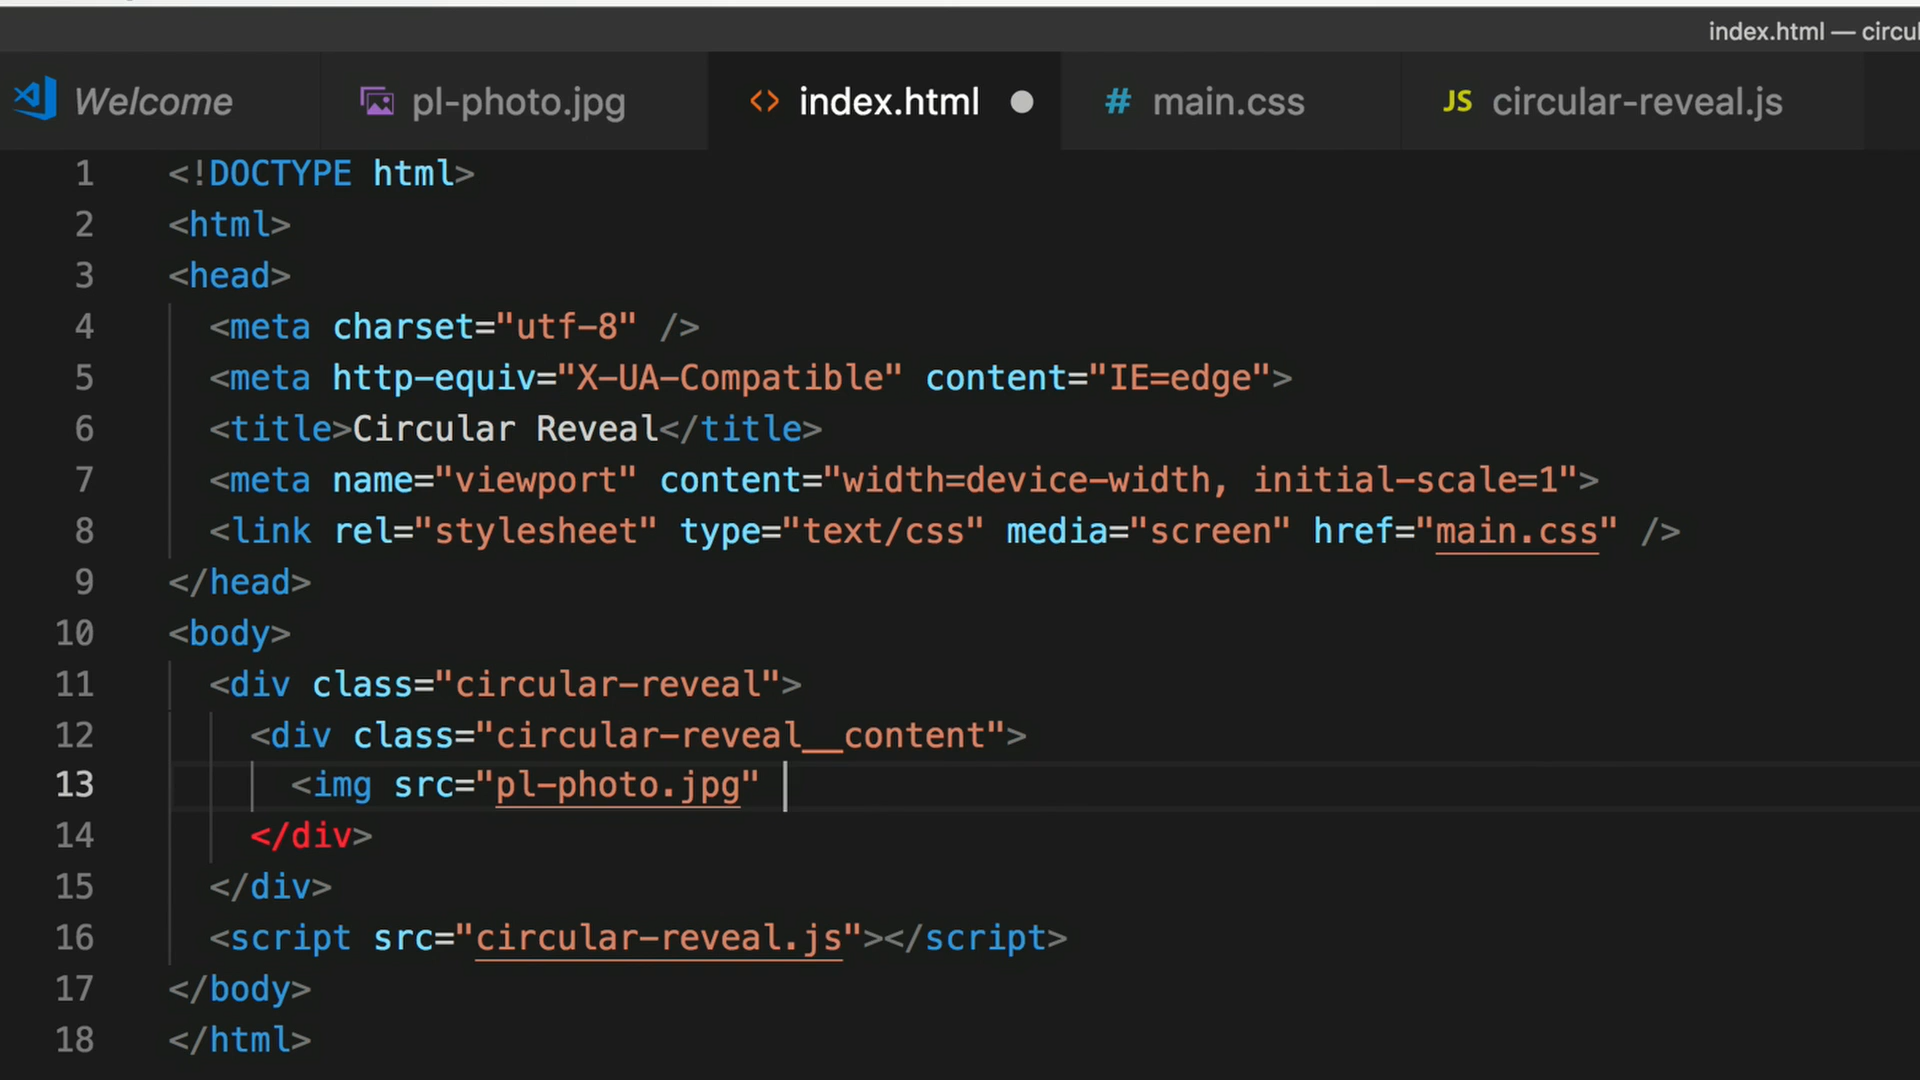 index.html — circul
Welcome pl-photo.jpg <> index.html # main.css JS circular-reveal.js
1 <!DOCTYPE html>
2 <html>
3 <head>
4 <meta charset="utf-8" />
5 <meta http-equiv="X-UA-Compatible" content="IE=edge">
6 <title>Circular Reveal</title>
7 <meta name="viewport" content="width=device-width, initial-scale=1">
8 <link rel="stylesheet" type="text/css" media="screen" href="main.css" />
9 </head>
10 <body>
11 <div class="circular-reveal">
12 <div class="circular-reveal__content">
13 <img src="pl-photo.jpg"
14 </div>
15 </div>
16 <script src="circular-reveal.js"></script>
17 </body>
18 </html>